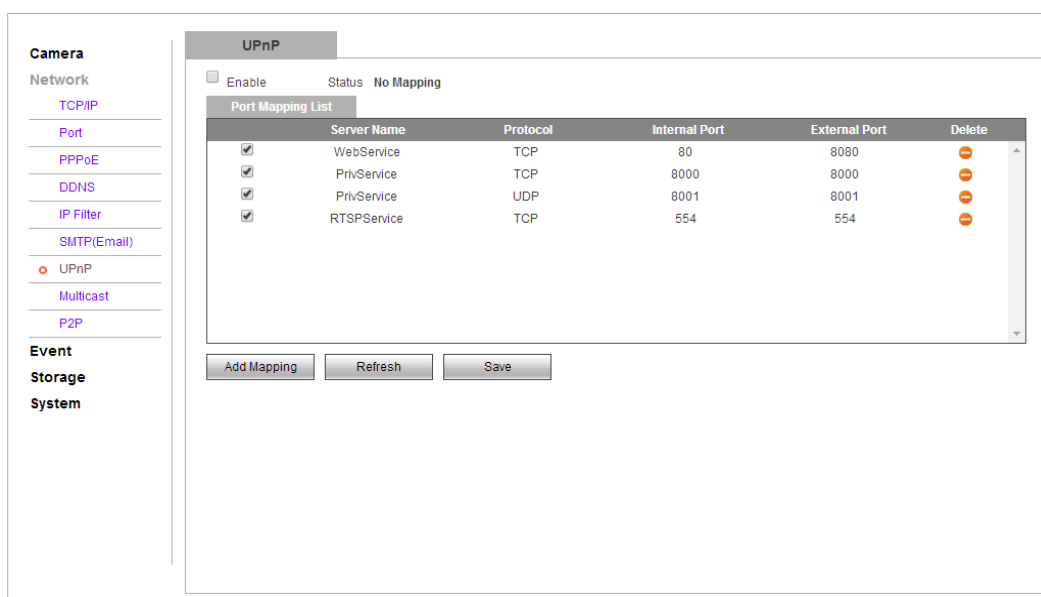 UPnP
Camera
Network
TCP/IP
Port
PPPoE
DDNS
IP Filter
SMTP(Email)
UPnP
Multicast
P2P
Event
Storage
System
Enable Status No Mapping
Port Mapping List
Server Name Protocol Internal Port External Port Delete
WebService TCP 80 8080
PrivService TCP 8000 8000
PrivService UDP 8001 8001
RTSPService TCP 554 554
Add Mapping Refresh Save